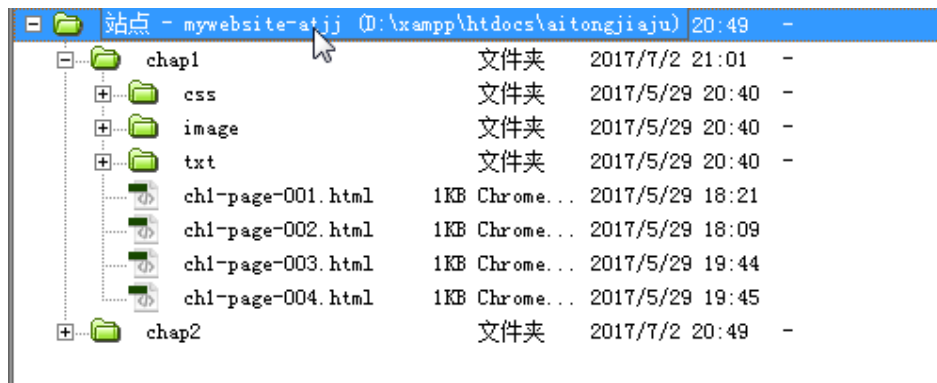 站点 - mywebsite-atjj (D:\xampp\htdocs\aitongjiaju) 20:49 -
chap1 文件夹 2017/7/2 21:01 -
css 文件夹 2017/5/29 20:40 -
image 文件夹 2017/5/29 20:40 -
txt 文件夹 2017/5/29 20:40 -
ch1-page-001.html 1KB Chrome... 2017/5/29 18:21
ch1-page-002.html 1KB Chrome... 2017/5/29 18:09
ch1-page-003.html 1KB Chrome... 2017/5/29 19:44
ch1-page-004.html 1KB Chrome... 2017/5/29 19:45
chap2 文件夹 2017/7/2 20:49 -